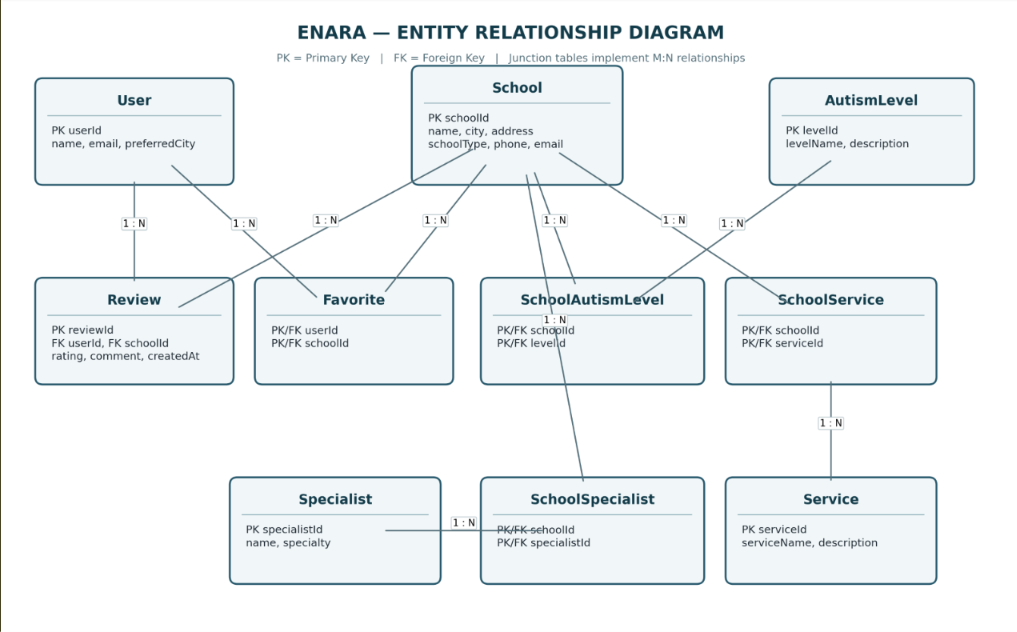 ENARA — ENTITY RELATIONSHIP DIAGRAM
PK = Primary Key | FK = Foreign Key | Junction tables implement M:N relationships
User
PK userId
name, email, preferredCity
School
PK schoolId
name, city, address
schoolType, phone, email
AutismLevel
PK levelId
levelName, description
1 : N
1 : N
1 : N
1 : N
1 : N
1 : N
1 : N
Review
PK reviewId
FK userId, FK schoolId
rating, comment, createdAt
Favorite
PK/FK userId
PK/FK schoolId
SchoolAutismLevel
1 : N
PK/FK schoolId
PK/FK levelId
SchoolService
PK/FK schoolId
PK/FK serviceId
1 : N
Specialist
PK specialistId
name, specialty
1 : N
SchoolSpecialist
PK/FK schoolId
PK/FK specialistId
Service
PK serviceId
serviceName, description